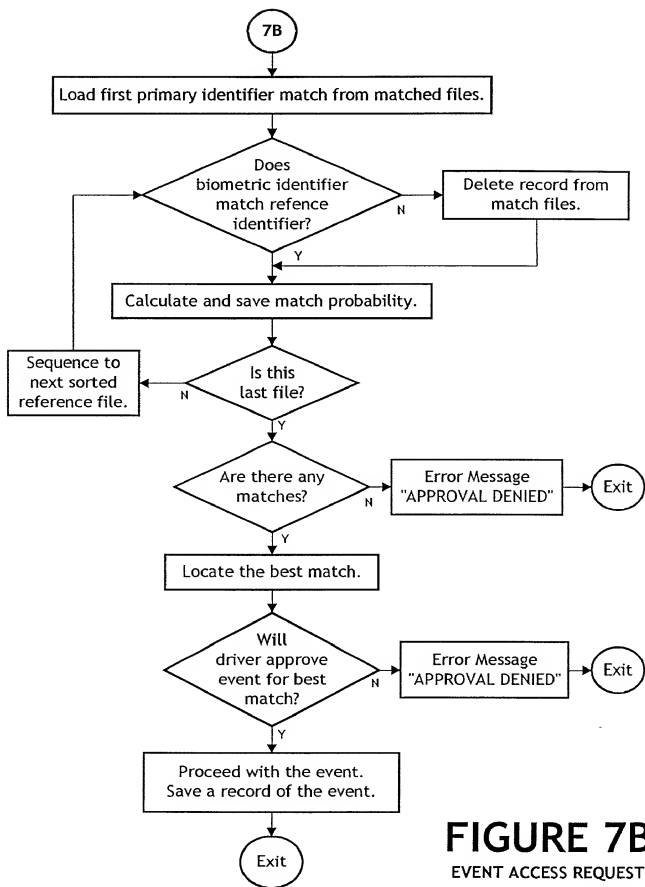 7B
Load first primary identifier match from matched files.
Does
biometric identifier
match refence
identifier?
N
Delete record from
match files.
Y
Calculate and save match probability.
Sequence to
next sorted
reference file.
N
Is this
last file?
Y
Are there any
matches?
N
Error Message
"APPROVAL DENIED"
Exit
Y
Locate the best match.
Will
driver approve
event for best
match?
N
Error Message
"APPROVAL DENIED"
Exit
Y
Proceed with the event.
Save a record of the event.
Exit
FIGURE 7B
EVENT ACCESS REQUEST